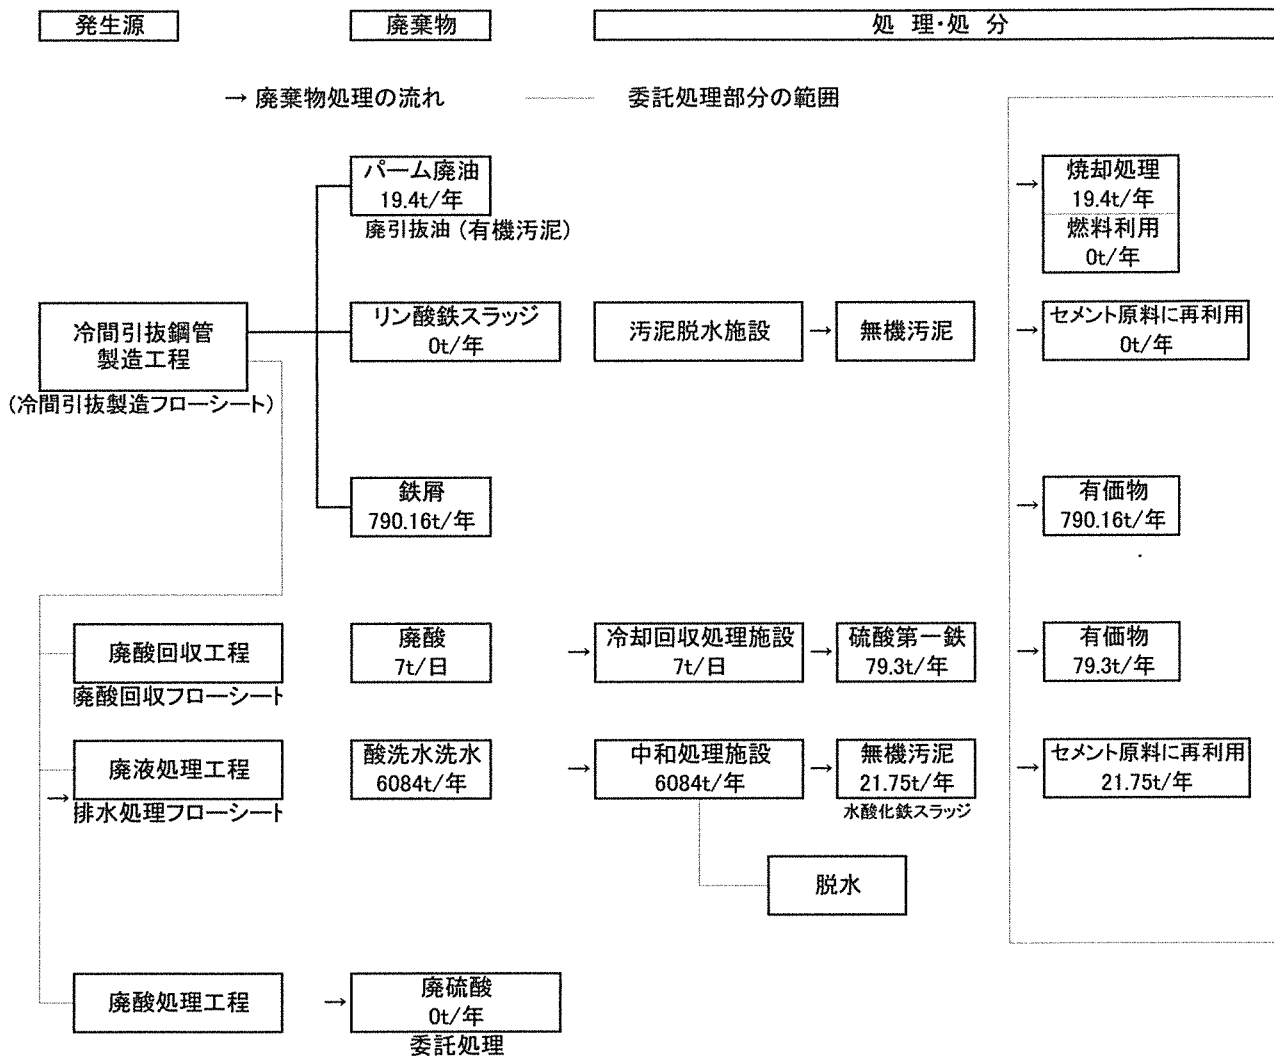 発生源
廃棄物
処 理・処 分
→ 廃棄物処理の流れ
委託処理部分の範囲
パーム廃油
19.4t/年
廃引抜油 (有機汚泥)
→
焼却処理
19.4t/年
燃料利用
0t/年
冷間引抜鋼管
製造工程
(冷間引抜製造フローシート)
リン酸鉄スラッジ
0t/年
汚泥脱水施設
→
無機汚泥
→
セメント原料に再利用
0t/年
鉄屑
790.16t/年
→
有価物
790.16t/年
廃酸回収工程
廃酸回収フローシート
廃酸
7t/日
→
冷却回収処理施設
7t/日
→
硫酸第一鉄
79.3t/年
→
有価物
79.3t/年
→
廃液処理工程
排水処理フローシート
酸洗水洗水
6084t/年
→
中和処理施設
6084t/年
→
無機汚泥
21.75t/年
水酸化鉄スラッジ
→
セメント原料に再利用
21.75t/年
脱水
廃酸処理工程
→
廃硫酸
0t/年
委託処理